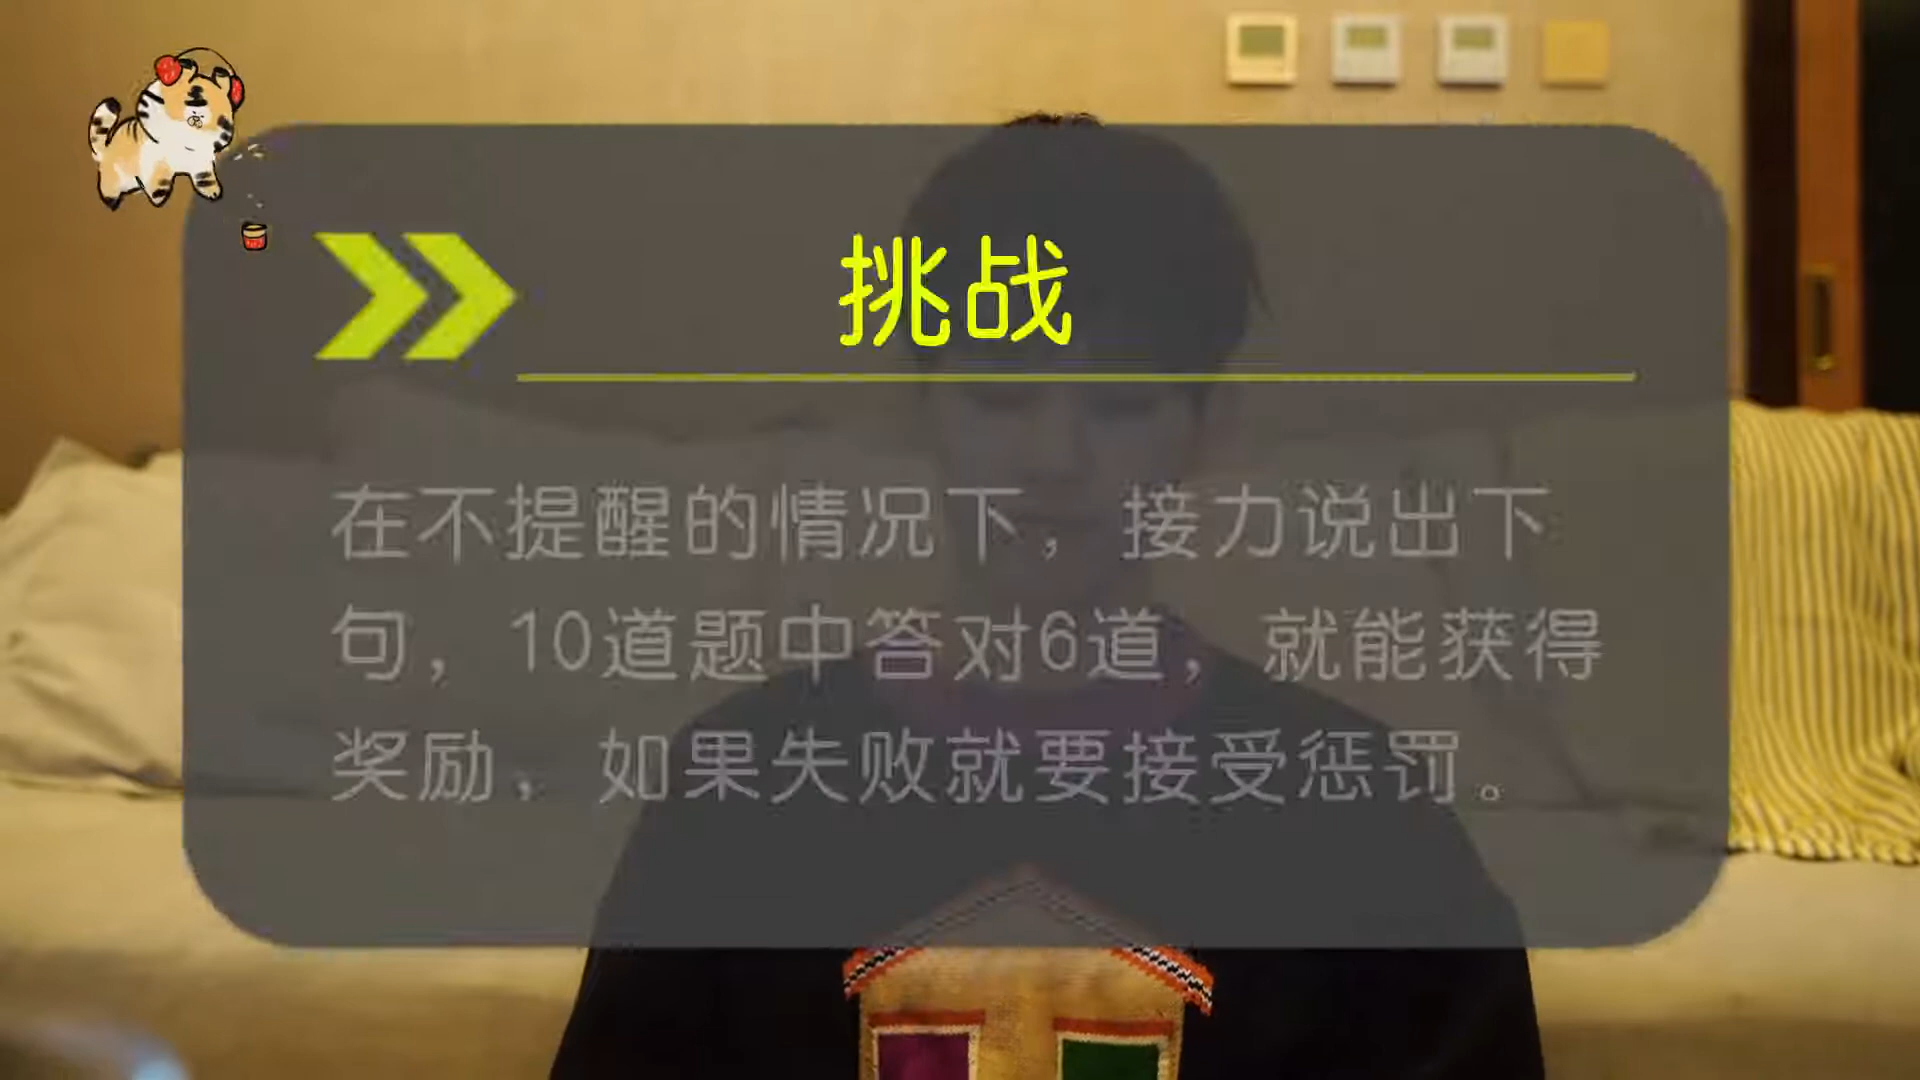 挑战
在不提醒的情况下，接力说出下
句，10道题中答对6道，就能获得
奖励，如果失败就要接受惩罚。